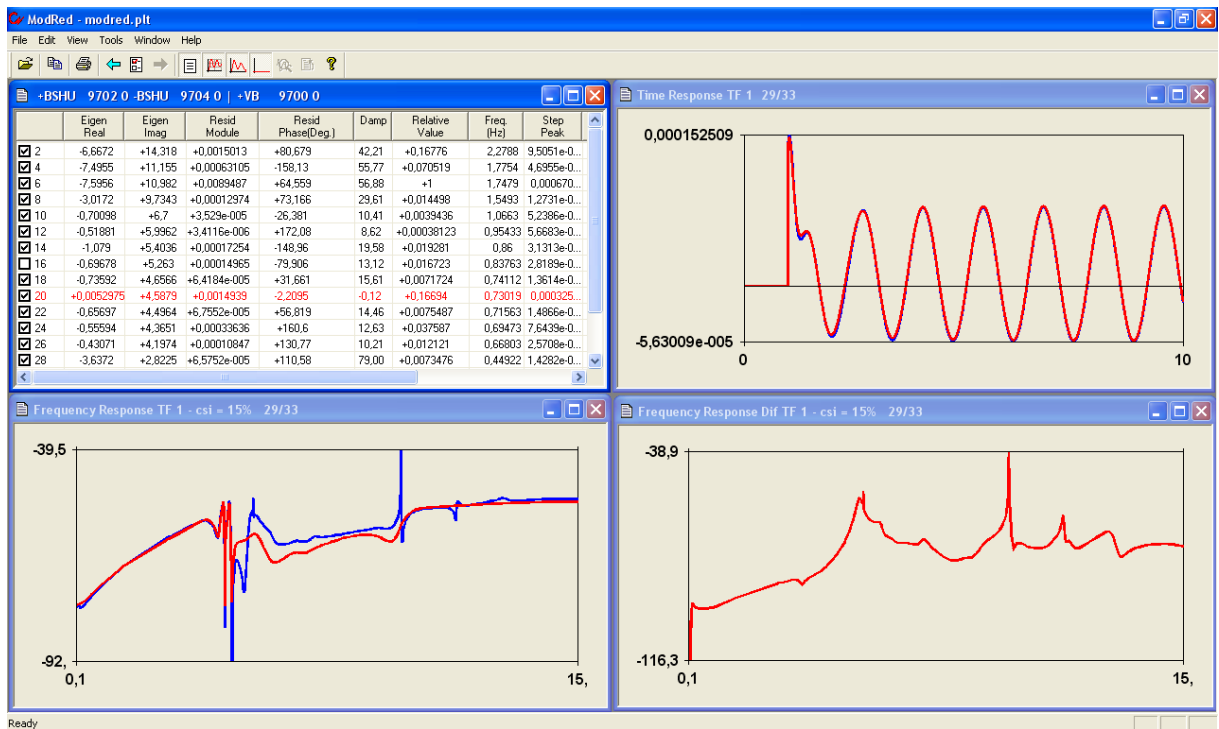 ModRed - modred.plt
File Edit View Tools Window Help
+BSHU 9702 0 -BSHU 9704 0 | +VB 9700 0
Eigen Real Eigen Imag Resid Module Resid Phase(Deg.) Damp Relative Value Freq. (Hz) Step Peak
2 -6,6672 +14,318 +0,0015013 +80,679 42,21 +0,16776 2,2788 9,5051e-0...
4 -7,4955 +11,155 +0,00063105 -158,13 55,77 +0,070519 1,7754 4,6955e-0...
6 -7,5956 +10,982 +0,0089487 +64,559 56,88 +1 1,7479 0,000670...
8 -3,0172 +9,7343 +0,00012974 +73,166 29,61 +0,014498 1,5493 1,2731e-0...
10 -0,70098 +6,7 +3,529e-005 -26,381 10,41 +0,0039436 1,0663 5,2386e-0...
12 -0,51881 +5,9962 +3,4116e-006 +172,08 8,62 +0,00038123 0,95433 5,6683e-0...
14 -1,079 +5,4036 +0,00017254 -148,96 19,58 +0,019281 0,86 3,1313e-0...
16 -0,69678 +5,263 +0,00014965 -79,906 13,12 +0,016723 0,83763 2,8189e-0...
18 -0,73592 +4,6566 +6,4184e-005 +31,661 15,61 +0,0071724 0,74112 1,3614e-0...
20 +0,0052975 +4,5879 +0,0014939 -2,2095 -0,12 +0,16694 0,73019 0,000325...
22 -0,65697 +4,4964 +6,7552e-005 +56,819 14,46 +0,0075487 0,71563 1,4866e-0...
24 -0,55594 +4,3651 +0,00033636 +160,6 12,63 +0,037587 0,69473 7,6439e-0...
26 -0,43071 +4,1974 +0,00010847 +130,77 10,21 +0,012121 0,66803 2,5708e-0...
28 -3,6372 +2,8225 +6,5752e-005 +110,58 79,00 +0,0073476 0,44922 1,4282e-0...
Time Response TF 1 29/33
0,000152509
-5,63009e-005
0 10
Frequency Response TF 1 - csi = 15% 29/33
-39,5
-92,
0,1 15,
Frequency Response Dif TF 1 - csi = 15% 29/33
-38,9
-116,3
0,1 15,
Ready